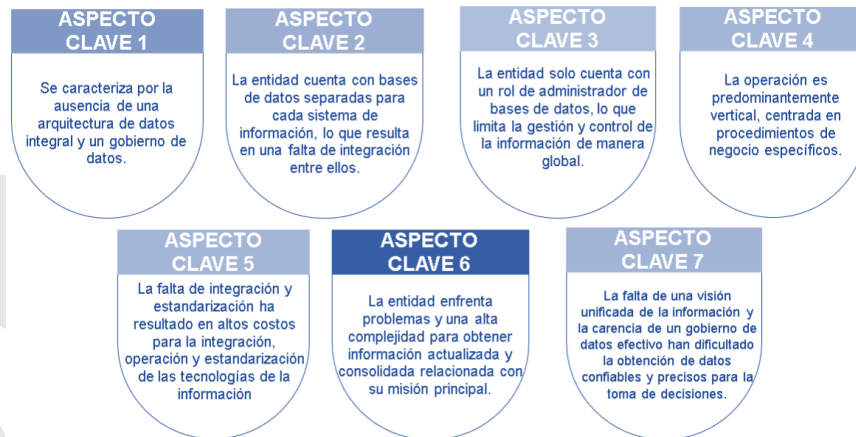 ASPECTO
CLAVE 1
Se caracteriza por la
ausencia de una
arquitectura de datos
integral y un gobierno de
datos.
ASPECTO
CLAVE 2
La entidad cuenta con bases
de datos separadas para
cada sistema de
información, lo que resulta
en una falta de integración
entre ellos.
ASPECTO
CLAVE 3
La entidad solo cuenta con
un rol de administrador de
bases de datos, lo que
limita la gestión y control de
la información de manera
global.
ASPECTO
CLAVE 4
La operación es
predominantemente
vertical, centrada en
procedimientos de
negocio específicos.
ASPECTO
CLAVE 5
La falta de integración y
estandarización ha
resultado en altos costos
para la integración,
operación y estandarización
de las tecnologías de la
información
ASPECTO
CLAVE 6
La entidad enfrenta
problemas y una alta
complejidad para obtener
información actualizada y
consolidada relacionada con
su misión principal.
ASPECTO
CLAVE 7
La falta de una visión
unificada de la información y
la carencia de un gobierno de
datos efectivo han dificultado
la obtención de datos
confiables y precisos para la
toma de decisiones.